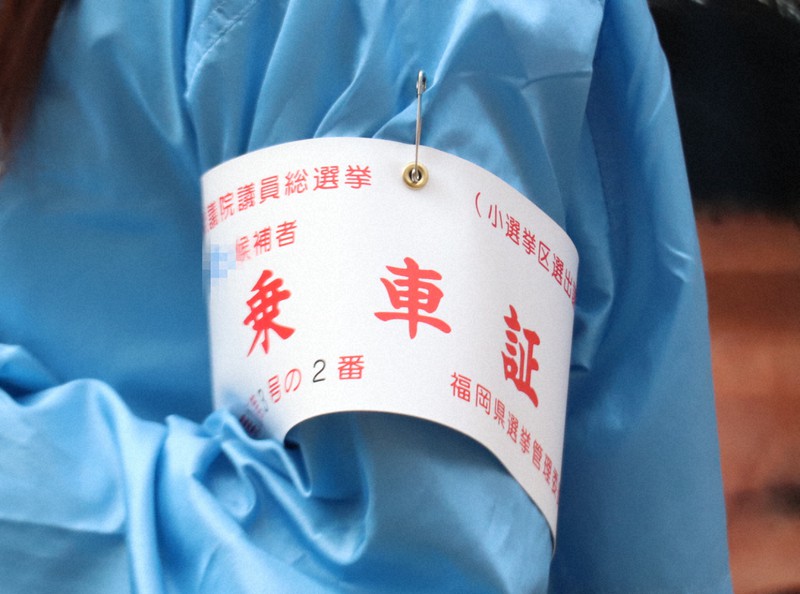 議院議員総選挙
(小選挙区選出
候補者
乗車証
号の2番
福岡県選挙管理委